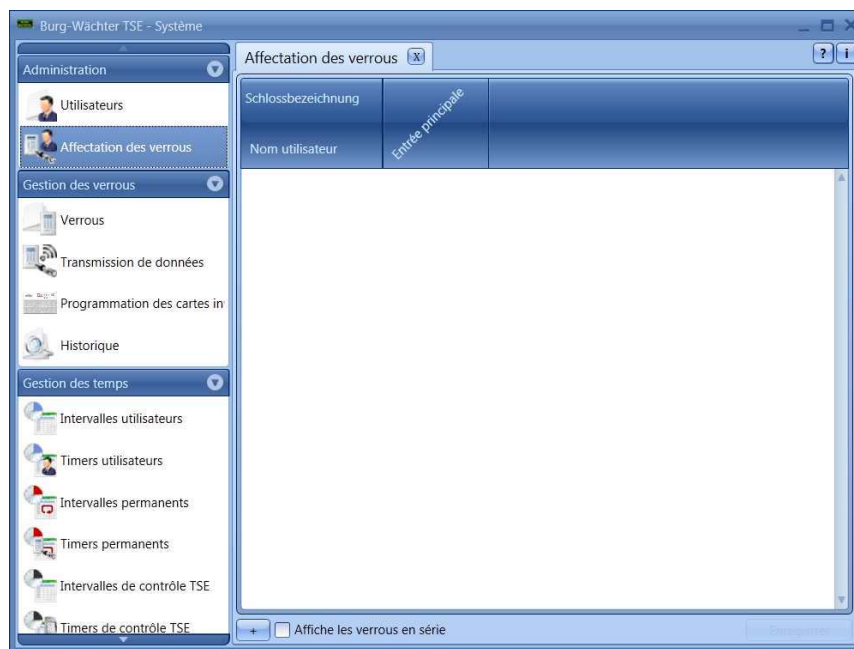 Burg-Wächter TSE - Système
Administration
Utilisateurs
Affectation des verrous
Gestion des verrous
Verrous
Transmission de données
Programmation des cartes in
Historique
Gestion des temps
Intervalles utilisateurs
Timers utilisateurs
Intervalles permanents
Timers permanents
Intervalles de contrôle TSE
Timers de contrôle TSE
Affectation des verrous X
? i
Schlossbezeichnung
Entrée principale
Nom utilisateur
+ Affiche les verrous en série
Enregistrer